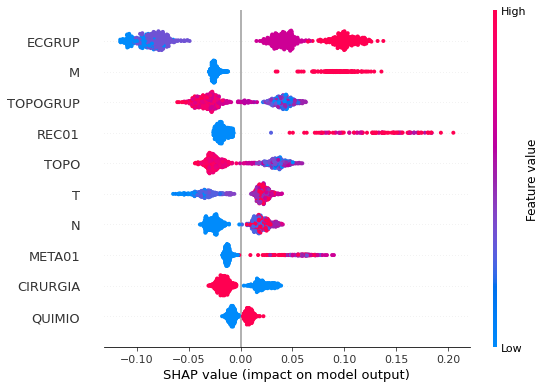 High
ECGRUP
M
TOPOGRUP
REC01
TOPO
T
N
META01
CIRURGIA
QUIMIO
Feature value
Low
−0.10 −0.05 0.00 0.05 0.10 0.15 0.20
SHAP value (impact on model output)